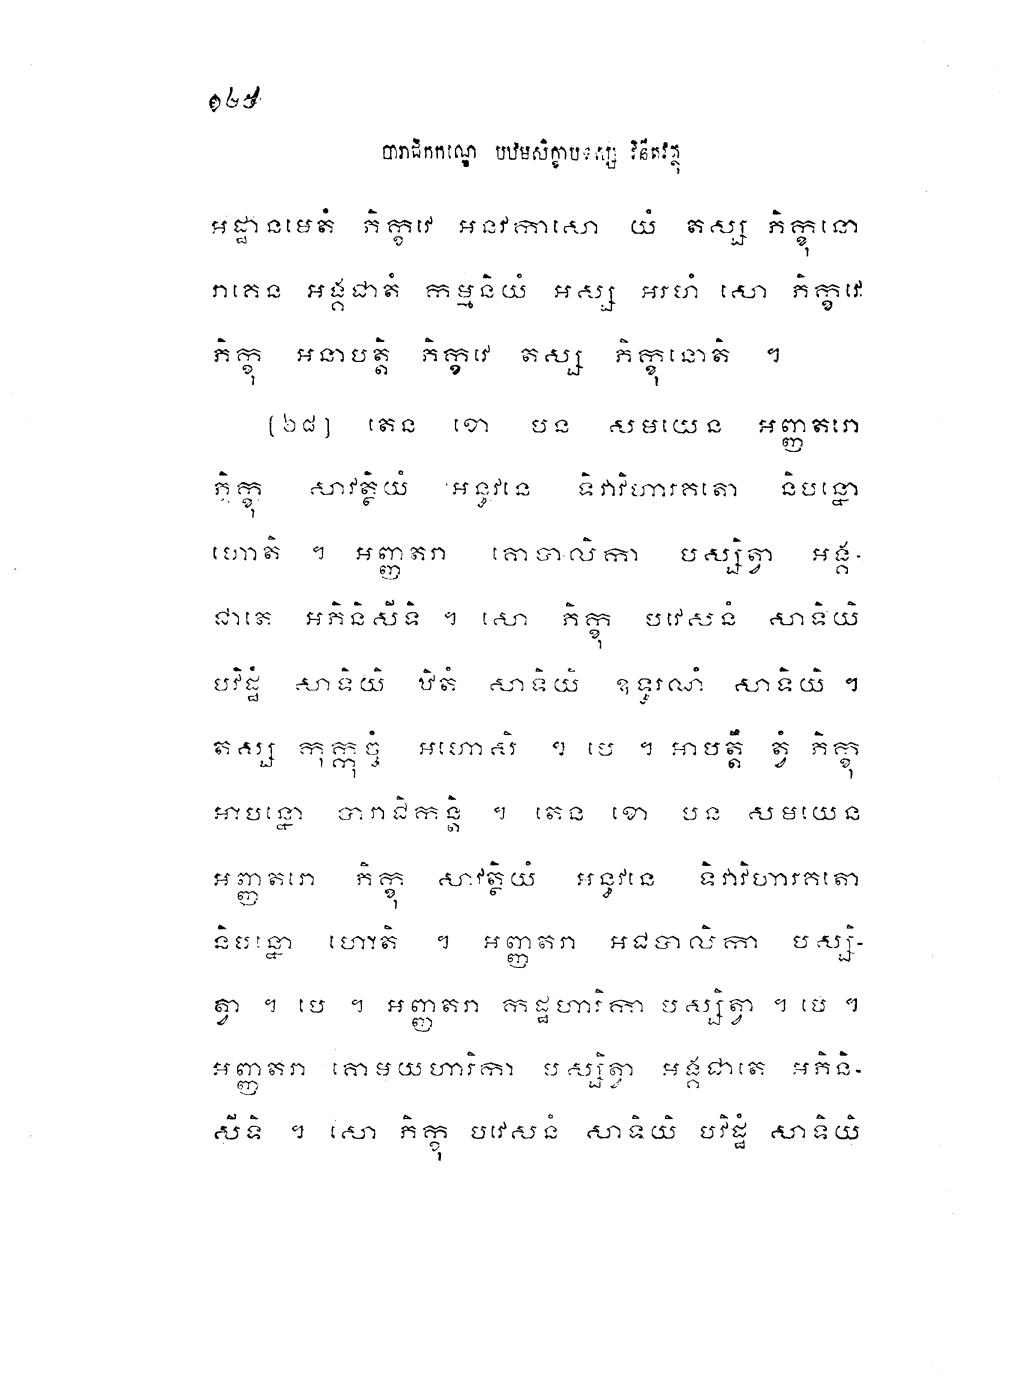 ១៤៥
បារាជិកកណ្ឌេ បឋមសិក្ខាបទស្ស វិនីតវត្ថុ
អដ្ឋានមេតំ ភិក្ខវេ អនវកាសោ យំ តស្ស ភិក្ខុនោ
រាគេន អង្គជាតំ កម្មនិយំ អស្ស អរហំ សោ ភិក្ខវេ
ភិក្ខុ អនាបត្តិ ភិក្ខវេ តស្ស ភិក្ខុនោតិ ។
[៦៨] តេន ខោ បន សមយេន អញ្ញតរោ
ភិក្ខុ សាវត្ថិយំ អន្ធវនេ ទិវាវិហារគតោ និបន្នោ
ហោតិ ។ អញ្ញតរា គោបាលិកា បស្សិត្វា អង្គ-
ជាតេ អភិនិសីទិ ។ សោ ភិក្ខុ បវេសនំ សាទិយិ
បវិដ្ឋំ សាទិយិ ឋិតំ សាទិយិ ឧទ្ធរណំ សាទិយិ ។
តស្ស កុក្កុច្ចំ អហោសិ ។ បេ ។ អាបត្តឹ ត្វំ ភិក្ខុ
អាបន្នោ បារាជិកន្តិ ។ តេន ខោ បន សមយេន
អញ្ញតរោ ភិក្ខុ សាវត្ថិយំ អន្ធវនេ ទិវាវិហារគតោ
និបន្នោ ហោតិ ។ អញ្ញតរា អជបាលិកា បស្សិ-
ត្វា ។ បេ ។ អញ្ញតរា កដ្ឋហារិកា បស្សិត្វា ។ បេ ។
អញ្ញតរា គោមយហារិកា បស្សិត្វា អង្គជាតេ អភិនិ-
សីទិ ។ សោ ភិក្ខុ បវេសនំ សាទិយិ បវិដ្ឋំ សាទិយិ